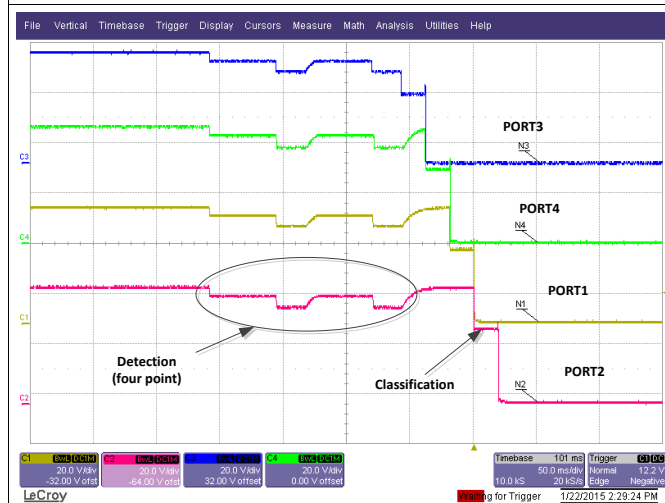 File Vertical Timebase Trigger Display Cursors Measure Math Analysis Utilities Help
PORT3
N3
C3
PORT4
N4
C4
PORT1
N1
C1
Detection
(four point)
Classification
PORT2
N2
C2
C1 BwL DC1M
20.0 V/div
-32.00 V ofst
C2 BwL DC1M
20.0 V/div
-64.00 V ofst
C3
20.0 V/div
32.00 V offset
C4 BwL DC1M
20.0 V/div
0.00 V offset
Timebase 101 ms
50.0 ms/div
10.0 kS 20 kS/s
Trigger C1 DC
Normal 12.2 V
Edge Negative
LeCroy
Waiting for Trigger 1/22/2015 2:29:24 PM